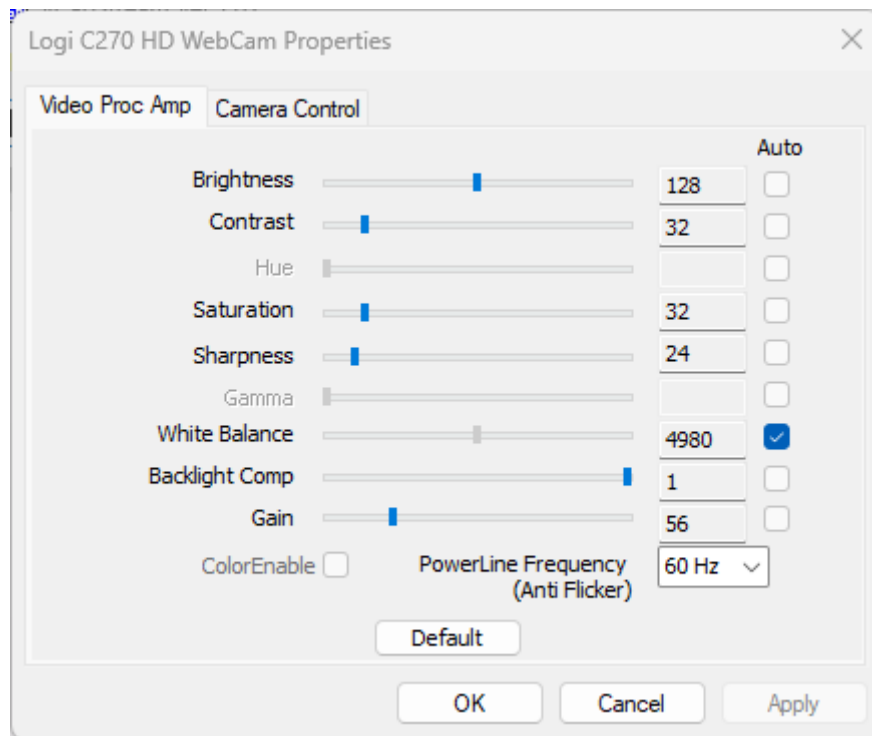 Logi C270 HD WebCam Properties
Video Proc Amp Camera Control
Auto
Brightness 128
Contrast 32
Hue
Saturation 32
Sharpness 24
Gamma
White Balance 4980
Backlight Comp 1
Gain 56
ColorEnable PowerLine Frequency 60 Hz
(Anti Flicker)
Default
OK Cancel Apply